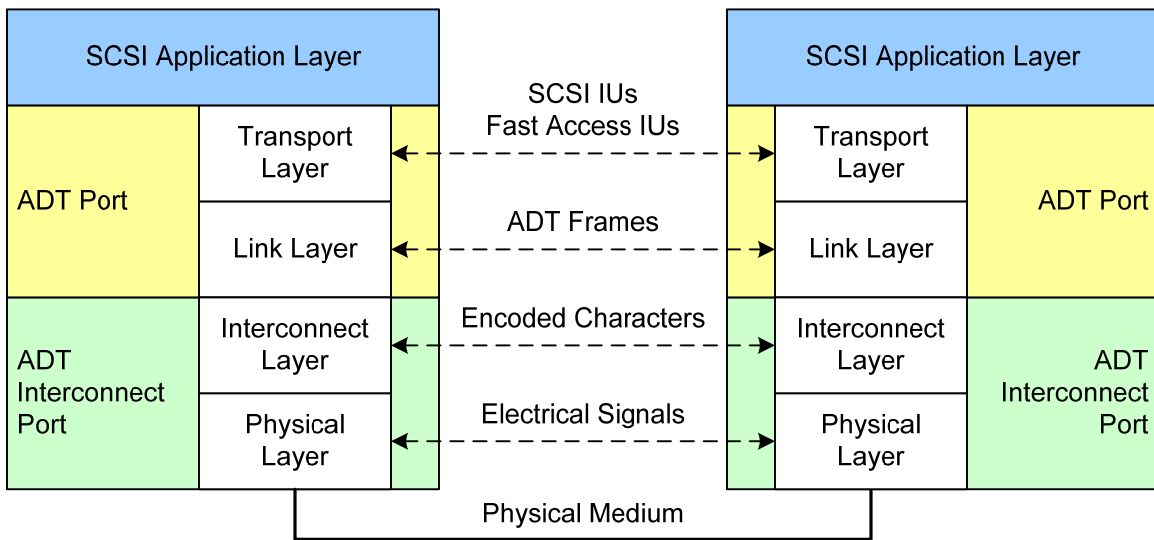 SCSI Application Layer
SCSI Application Layer
SCSI IUs
Fast Access IUs
Transport
Layer
Transport
Layer
ADT Port
ADT Port
ADT Frames
Link Layer
Link Layer
Encoded Characters
Interconnect
Layer
Interconnect
Layer
ADT
Interconnect
Port
ADT
Interconnect
Port
Electrical Signals
Physical
Layer
Physical
Layer
Physical Medium